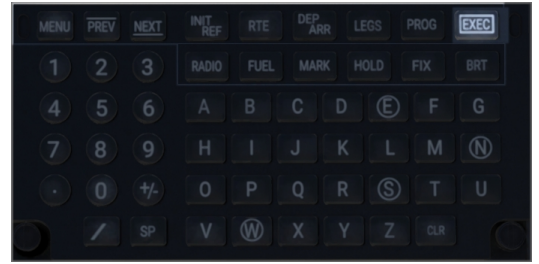 MENU PREV NEXT INIT REF RTE DEP ARR LEGS PROG EXEC
1 2 3 RADIO FUEL MARK HOLD FIX BRT
4 5 6 A B C D E F G
7 8 9 H I J K L M N
. 0 +/- O P Q R S T U
/ SP V W X Y Z CLR